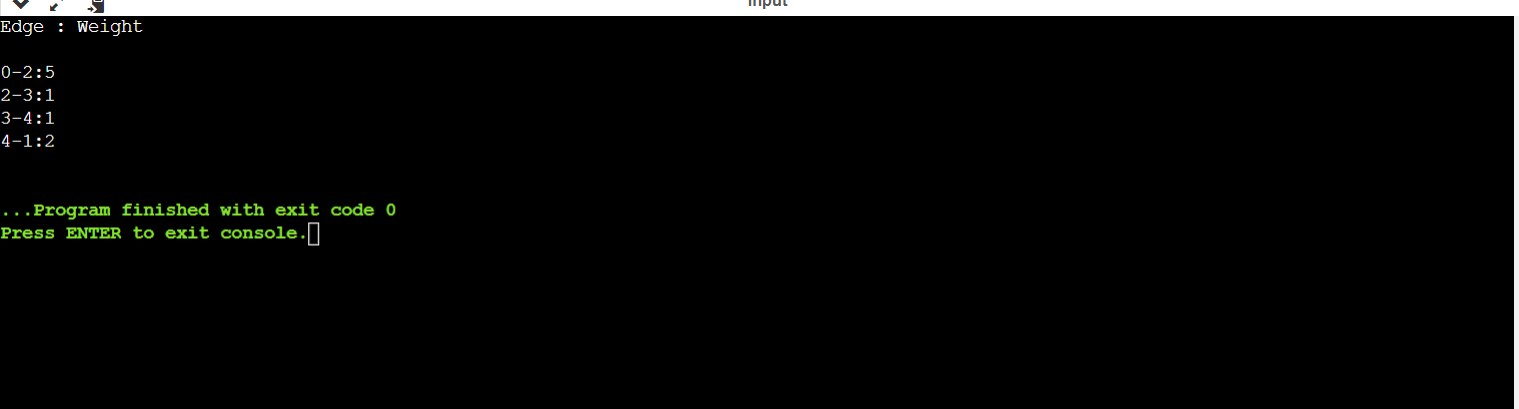 input
Edge : Weight
0-2:5
2-3:1
3-4:1
4-1:2
...Program finished with exit code 0
Press ENTER to exit console.